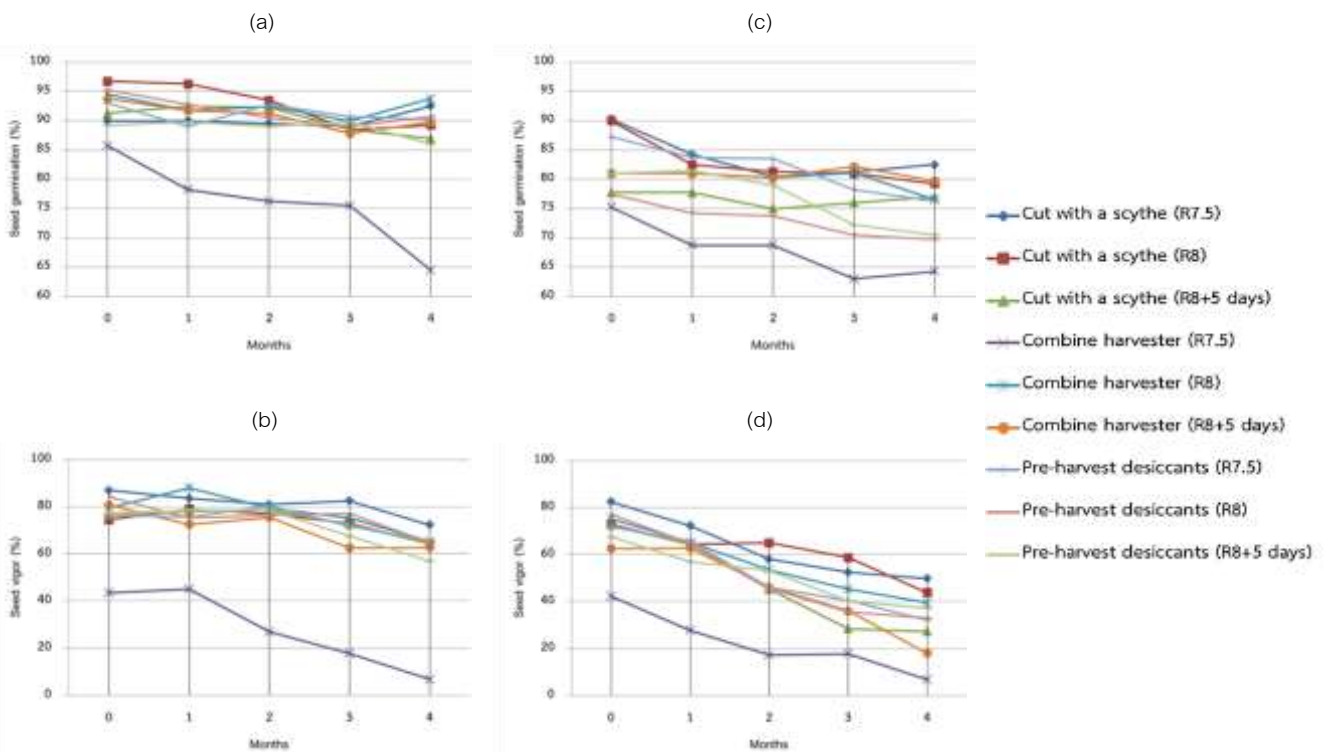 (a)
100
95
90
85
80
75
70
65
60
Seed germination (%)
0 1 2 3 4
Months
(c)
100
95
90
85
80
75
70
65
60
Seed germination (%)
0 1 2 3 4
Months
(b)
100
80
60
40
20
0
Seed vigor (%)
0 1 2 3 4
Months
(d)
100
80
60
40
20
0
Seed vigor (%)
0 1 2 3 4
Months
Cut with a scythe (R7.5)
Cut with a scythe (R8)
Cut with a scythe (R8+5 days)
Combine harvester (R7.5)
Combine harvester (R8)
Combine harvester (R8+5 days)
Pre-harvest desiccants (R7.5)
Pre-harvest desiccants (R8)
Pre-harvest desiccants (R8+5 days)